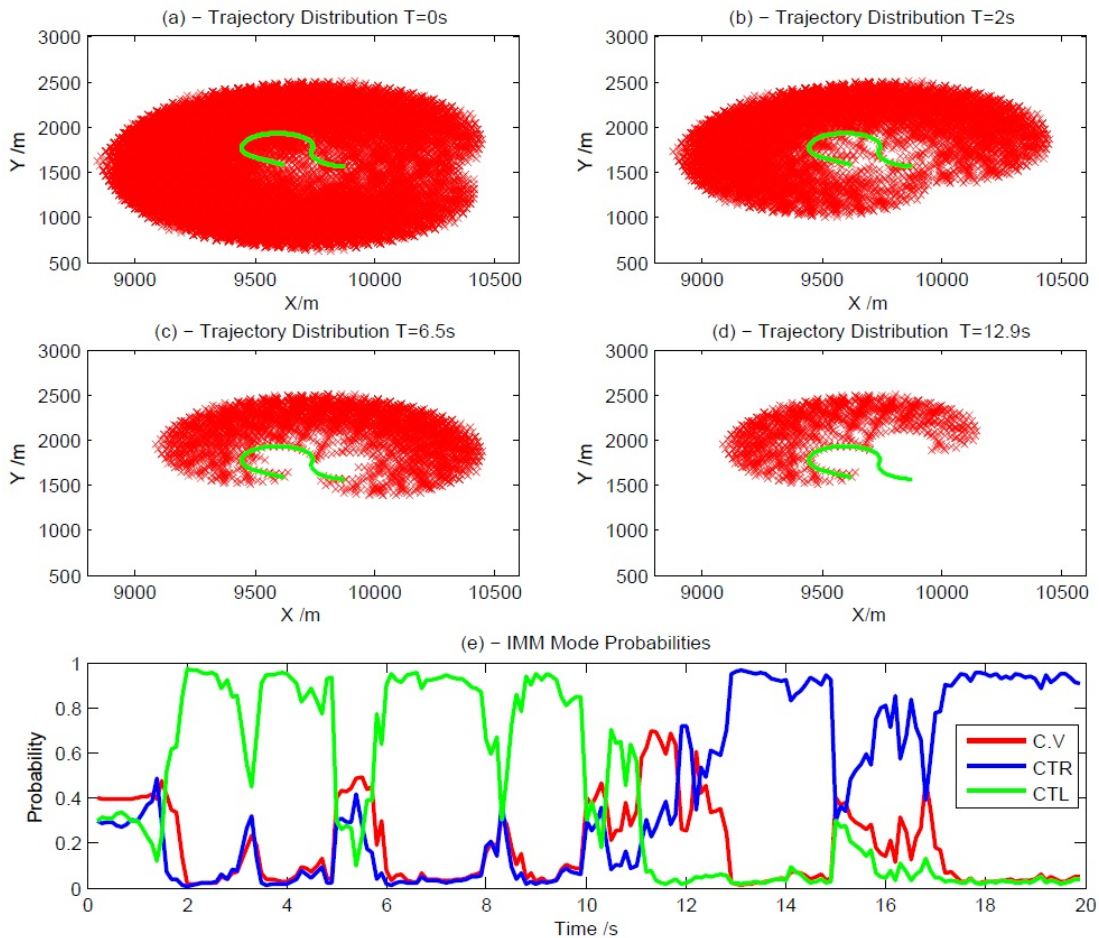 (a) − Trajectory Distribution T=0s
3000
2500
2000
1500
1000
500
Y /m
9000 9500 10000 10500
X/m
(b) − Trajectory Distribution T=2s
3000
2500
2000
1500
1000
500
Y /m
9000 9500 10000 10500
X /m
(c) − Trajectory Distribution T=6.5s
3000
2500
2000
1500
1000
500
Y /m
9000 9500 10000 10500
X /m
(d) − Trajectory Distribution T=12.9s
3000
2500
2000
1500
1000
500
Y /m
9000 9500 10000 10500
X/m
(e) − IMM Mode Probabilities
1
0.8
0.6
0.4
0.2
0
Probability
C.V
CTR
CTL
0 2 4 6 8 10 12 14 16 18 20
Time /s